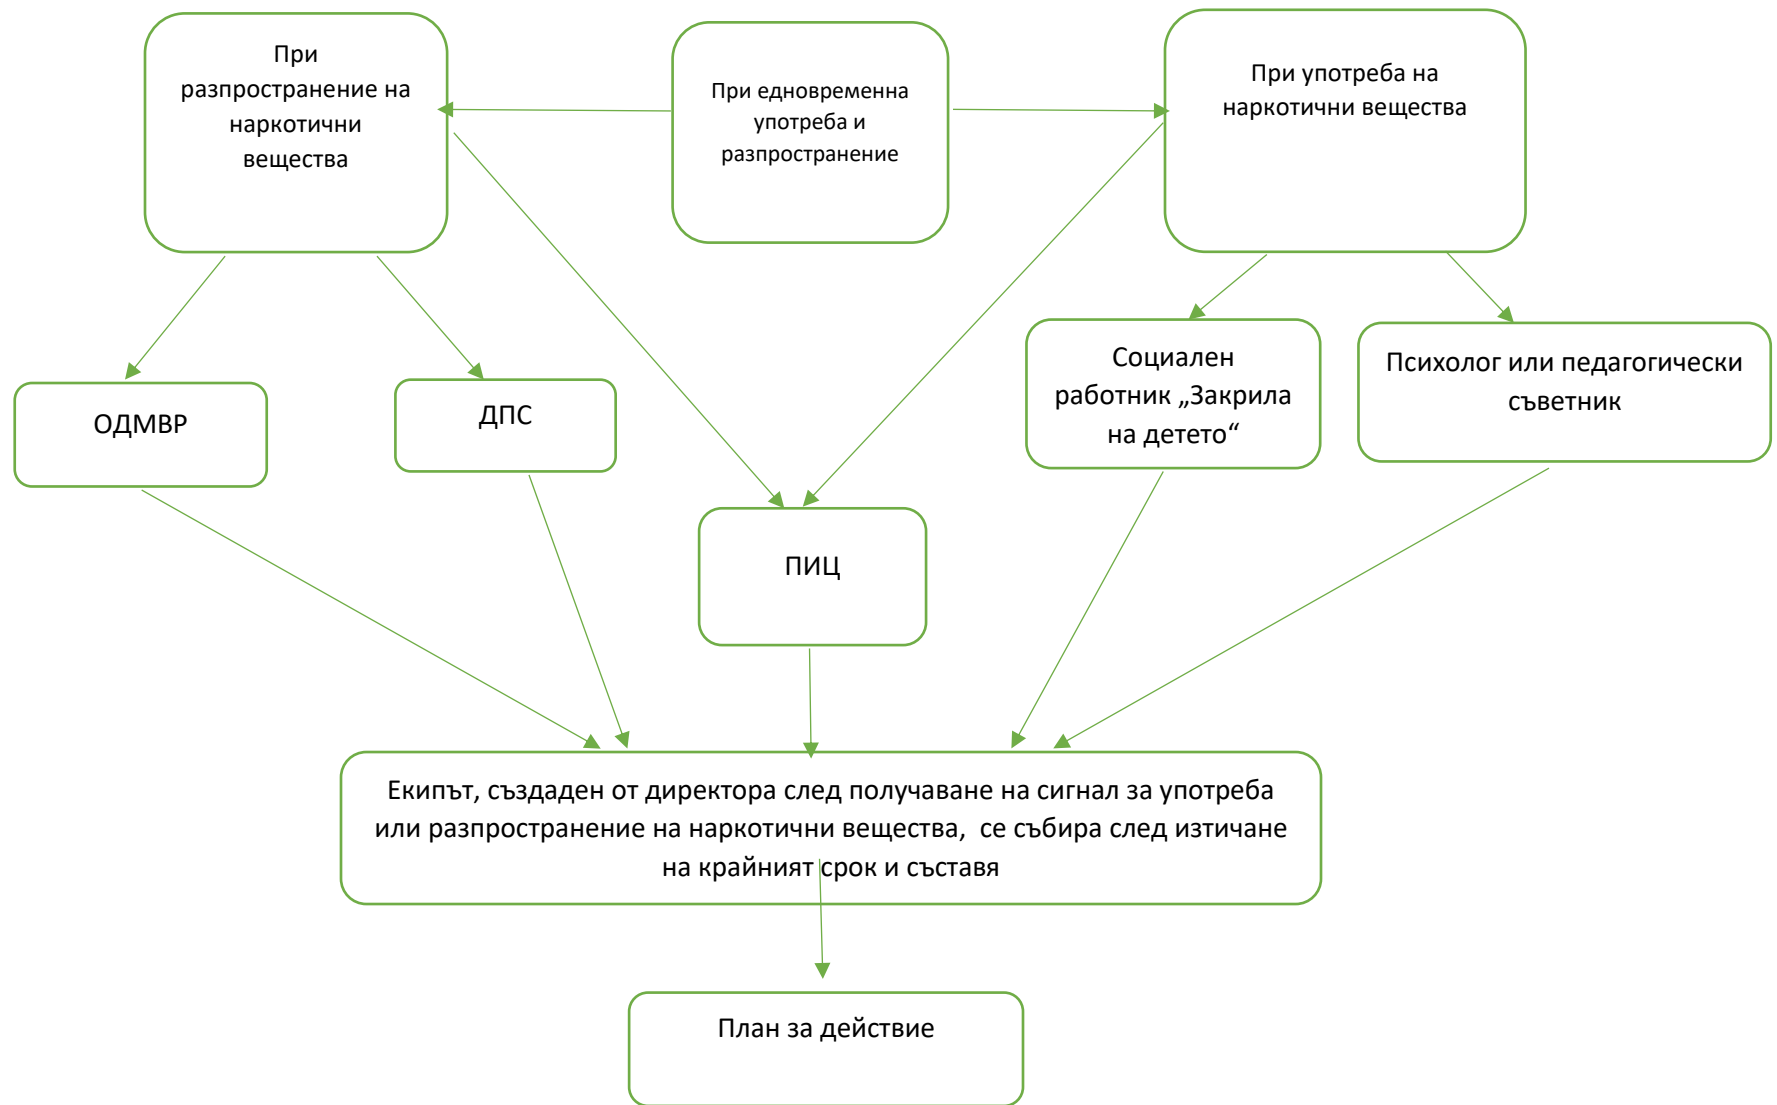 При
разпространение на
наркотични
вещества
При едновременна
употреба и
разпространение
При употреба на
наркотични вещества
ОДМВР
ДПС
Социален
работник „Закрила
на детето“
Психолог или педагогически
съветник
ПИЦ
Екипът, създаден от директора след получаване на сигнал за употреба
или разпространение на наркотични вещества,  се събира след изтичане
на крайният срок и съставя
План за действие